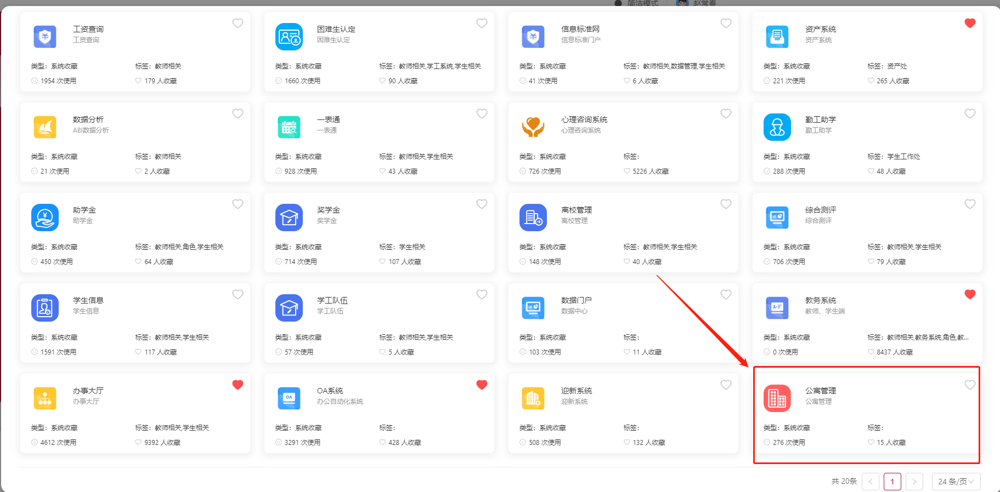 简洁模式 赵常春
工资查询
工资查询
类型：系统收藏 标签：教师相关
1954 次使用 179 人收藏
困难生认定
困难生认定
类型：系统收藏 标签：教师相关,学工系统,学生相关
1660 次使用 90 人收藏
信息标准网
信息标准门户
类型：系统收藏 标签：教师相关,数据管理,学生相关
41 次使用 6 人收藏
资产系统
资产系统
类型：系统收藏 标签：资产处
221 次使用 265 人收藏
数据分析
ABI数据分析
类型：系统收藏 标签：教师相关
21 次使用 2 人收藏
一表通
一表通
类型：系统收藏 标签：教师相关,学生相关
928 次使用 43 人收藏
心理咨询系统
心理咨询系统
类型：系统收藏 标签：
726 次使用 5226 人收藏
勤工助学
勤工助学
类型：系统收藏 标签：学生工作处
288 次使用 48 人收藏
助学金
助学金
类型：系统收藏 标签：教师相关,角色,学生相关
450 次使用 64 人收藏
奖学金
奖学金
类型：系统收藏 标签：学生相关
714 次使用 107 人收藏
离校管理
离校管理
类型：系统收藏 标签：教师相关,学生相关
148 次使用 40 人收藏
综合测评
综合测评
类型：系统收藏 标签：教师相关,学生相关
706 次使用 79 人收藏
学生信息
学生信息
类型：系统收藏 标签：教师相关,学生相关
1591 次使用 117 人收藏
学工队伍
学工队伍
类型：系统收藏 标签：教师相关,学生相关
57 次使用 5 人收藏
数据门户
数据中心
类型：系统收藏 标签：
103 次使用 11 人收藏
教务系统
教师、学生端
类型：系统收藏 标签：教师相关,教务系统,角色,教...
0 次使用 8437 人收藏
办事大厅
办事大厅
类型：系统收藏 标签：教师相关,学生相关
4612 次使用 9392 人收藏
OA
OA系统
办公自动化系统
类型：系统收藏 标签：
3291 次使用 428 人收藏
迎新系统
迎新系统
类型：系统收藏 标签：
508 次使用 132 人收藏
公寓管理
公寓管理
类型：系统收藏 标签：
276 次使用 15 人收藏
共 20条 < 1 > 24 条/页